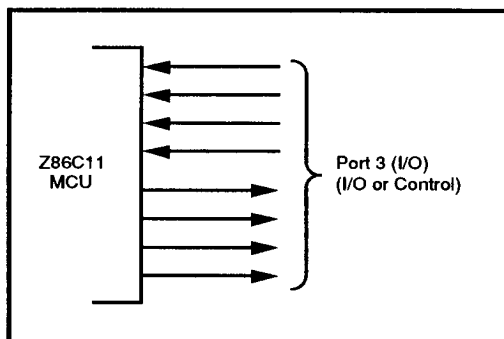 Z86C11
MCU
Port 3 (I/O)
(I/O or Control)